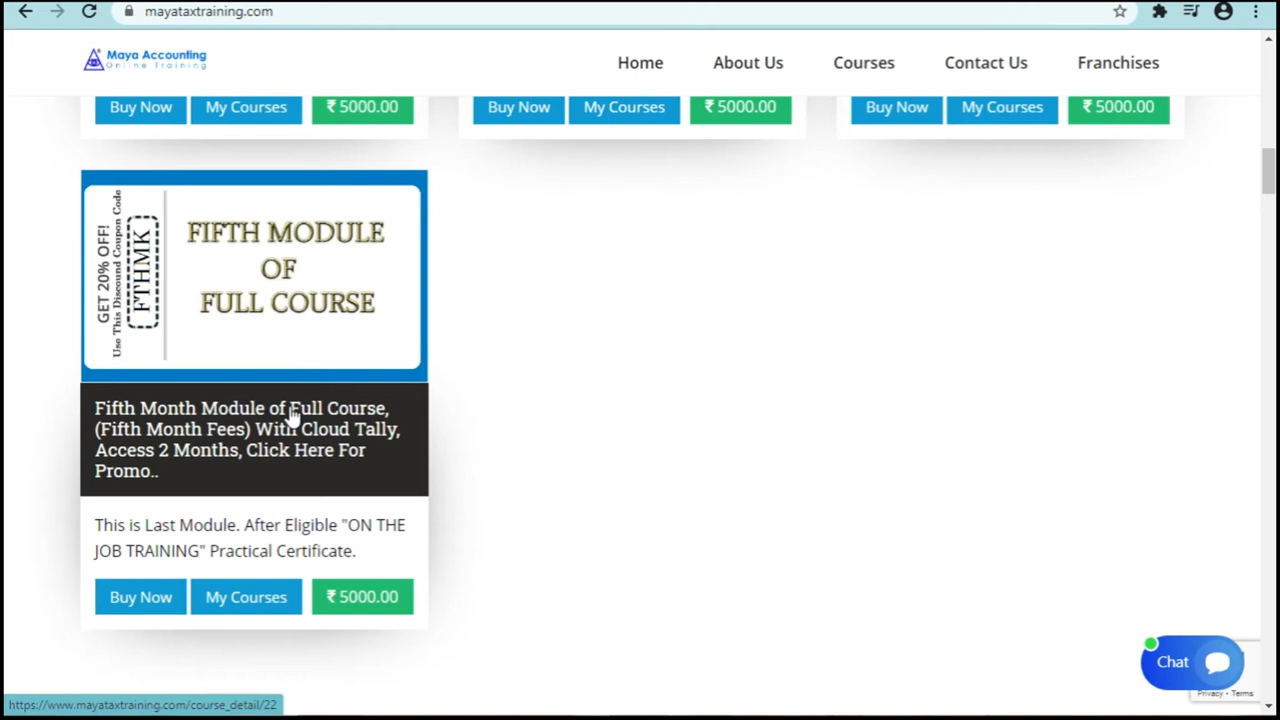 mayataxtraining.com
Maya Accounting
Online Training
Home
About Us
Courses
Contact Us
Franchises
Buy Now
My Courses
₹ 5000.00
Buy Now
My Courses
₹ 5000.00
Buy Now
My Courses
₹ 5000.00
GET 20% OFF!
Use This Discount Coupon Code
FTHMK
FIFTH MODULE
OF
FULL COURSE
Fifth Month Module of Full Course,
(Fifth Month Fees) With Cloud Tally,
Access 2 Months, Click Here For
Promo..
This is Last Module. After Eligible "ON THE
JOB TRAINING" Practical Certificate.
Buy Now
My Courses
₹ 5000.00
Chat
Privacy - Terms
https://www.mayataxtraining.com/course_detail/22